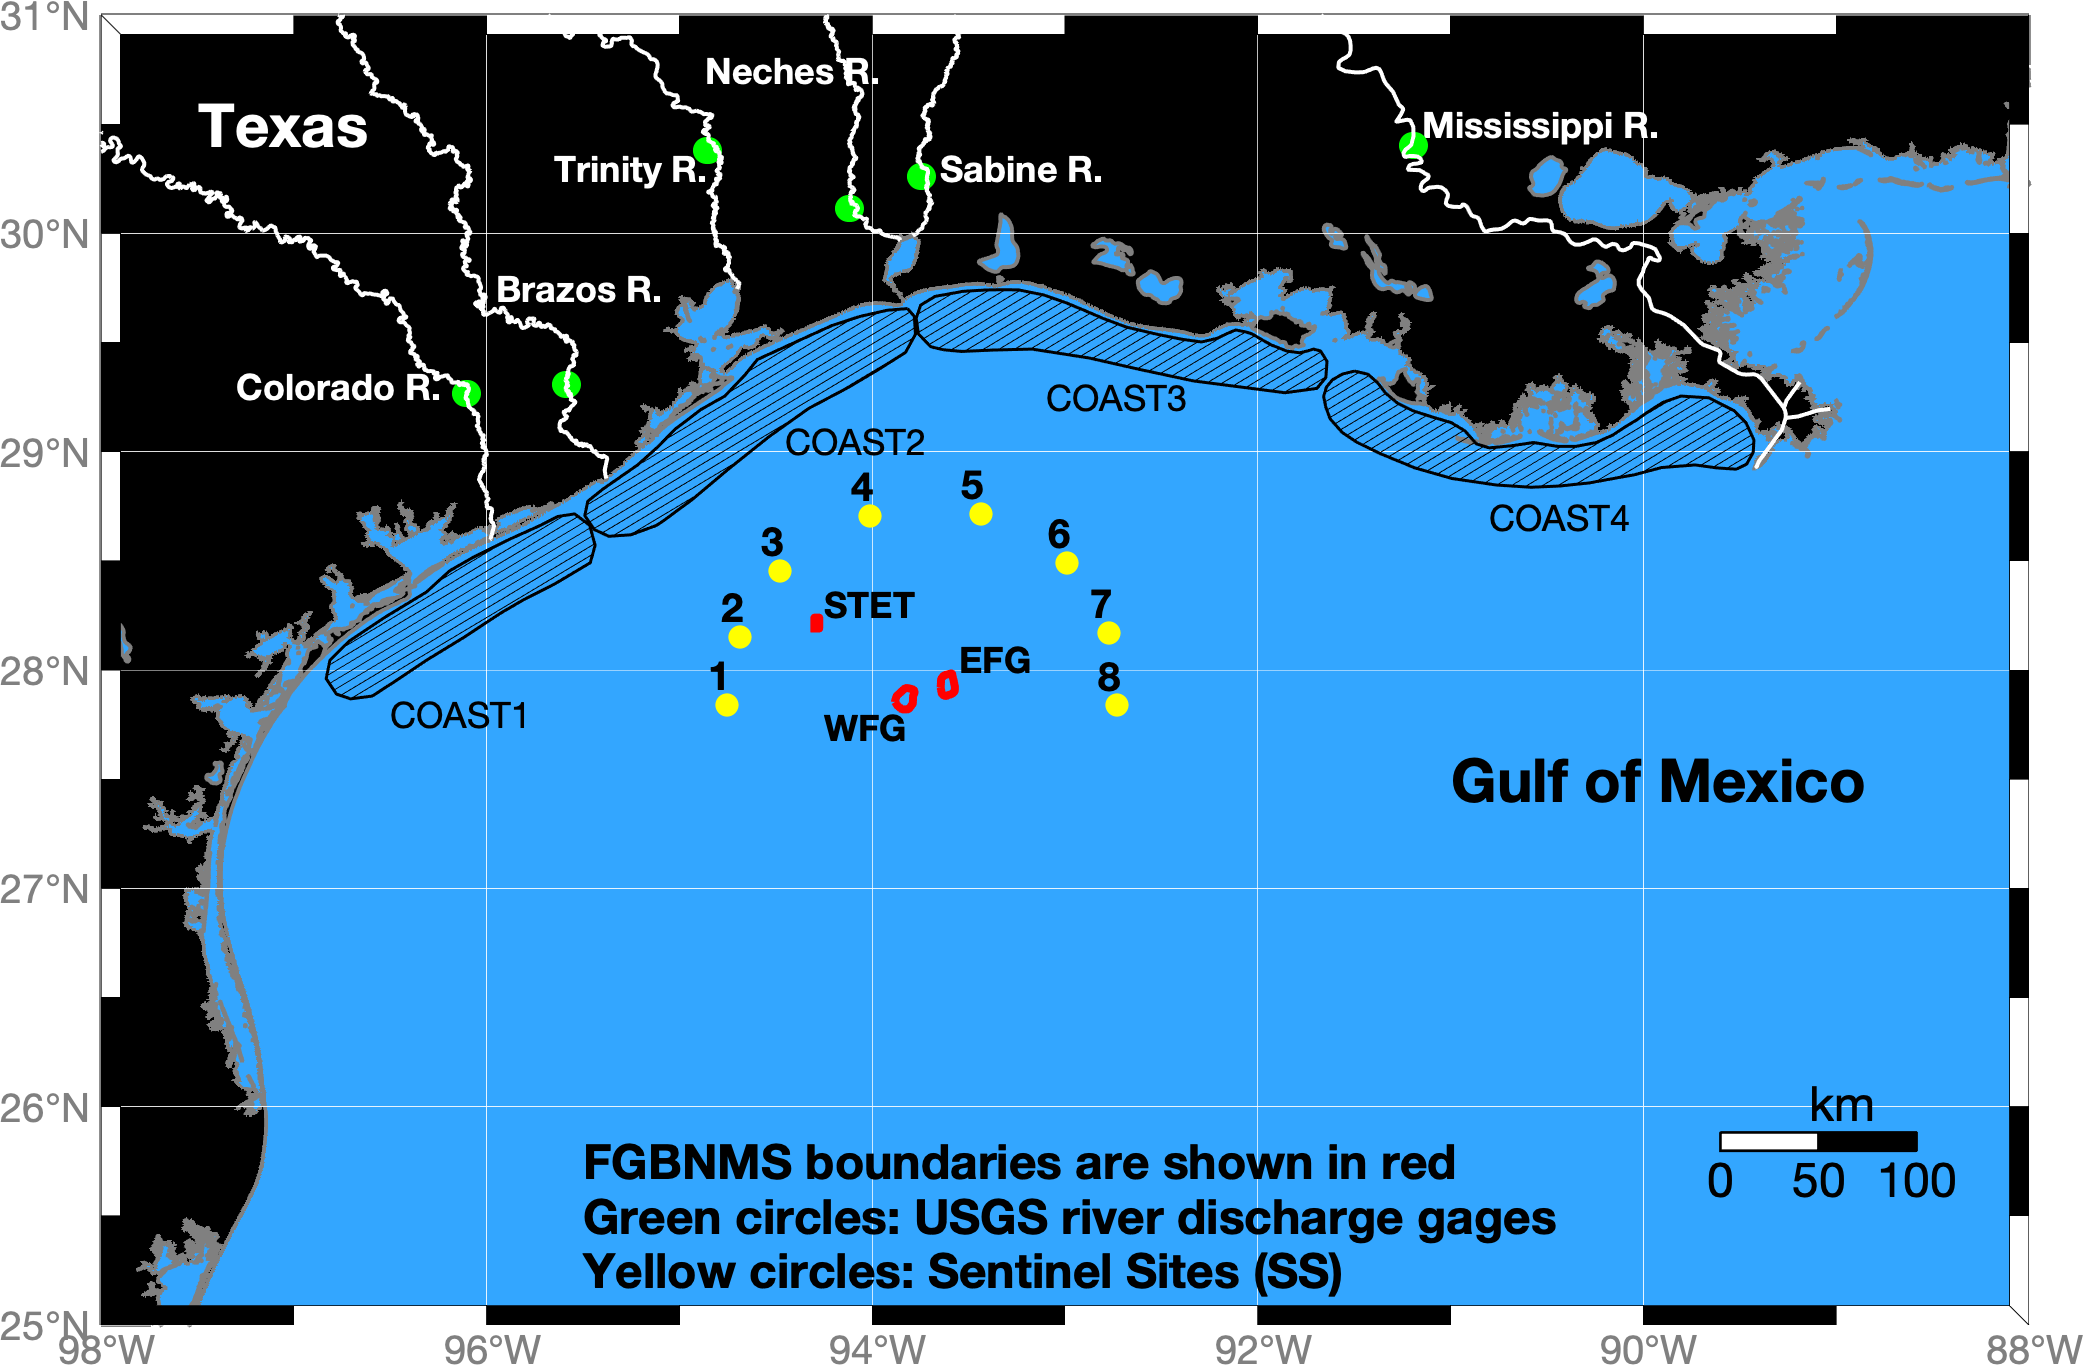 31°N
Neches R.
Texas
Mississippi R.
Trinity R.
Sabine R.
30°N
Brazos R.
Colorado R.
COAST3
29°N
COAST2
4
5
COAST4
3
6
2
STET
7
28°N
1
EFG
8
COAST1
WFG
Gulf of Mexico
27°N
26°N
km
0 50 100
FGBNMS boundaries are shown in red
Green circles: USGS river discharge gages
Yellow circles: Sentinel Sites (SS)
25°N
98°W 96°W 94°W 92°W 90°W 88°W